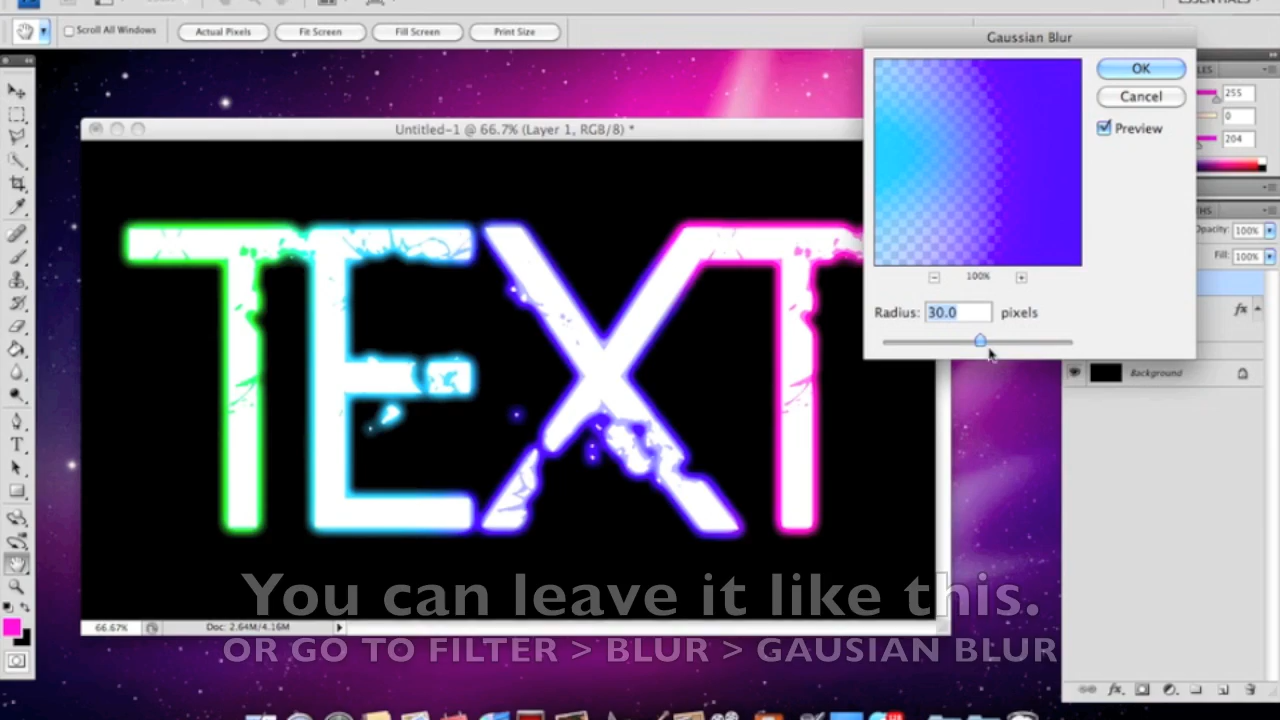 Scroll All Windows
Actual Pixels
Fit Screen
Fill Screen
Print Size
Gaussian Blur
OK
Cancel
Preview
255
0
204
Untitled-1 @ 66.7% (Layer 1, RGB/8) *
TEXT
100%
Radius: 30.0 pixels
Opacity: 100%
Fill: 100%
fx
Background
You can leave it like this.
66.67%
Doc: 2.64M/4.16M
OR GO TO FILTER > BLUR > GAUSIAN BLUR